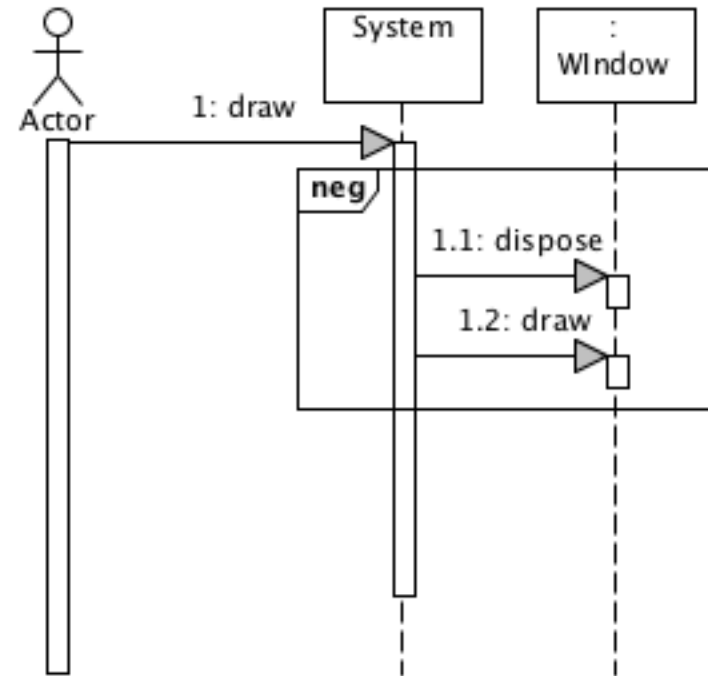 System
:
WIndow
Actor
1: draw
neg
1.1: dispose
1.2: draw